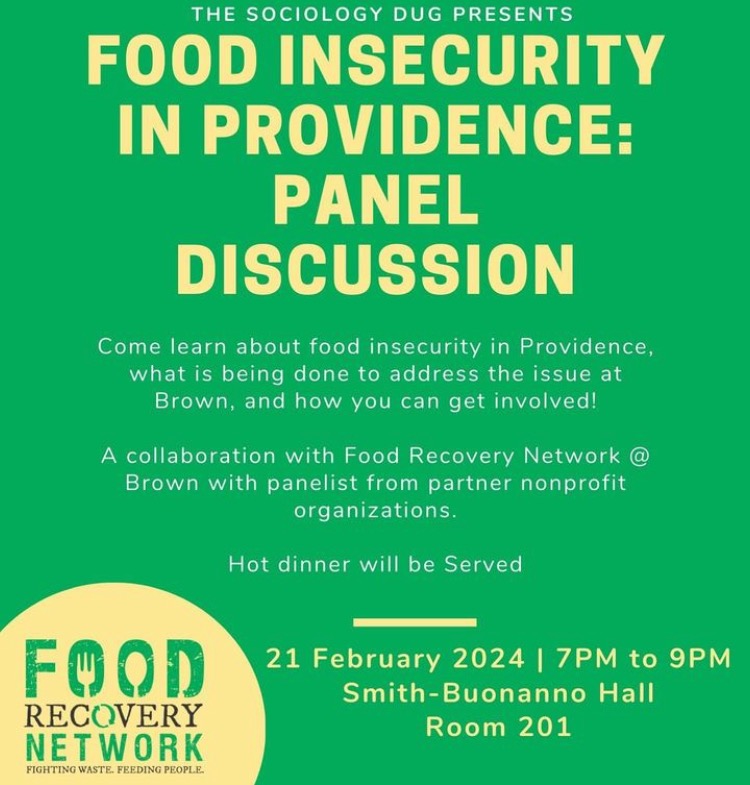 THE SOCIOLOGY DUG PRESENTS
FOOD INSECURITY
IN PROVIDENCE:
PANEL
DISCUSSION
Come learn about food insecurity in Providence,
what is being done to address the issue at
Brown, and how you can get involved!
A collaboration with Food Recovery Network @
Brown with panelist from partner nonprofit
organizations.
Hot dinner will be Served
21 February 2024 | 7PM to 9PM
Smith-Buonanno Hall
Room 201
FOOD
RECOVERY
NETWORK
FIGHTING WASTE. FEEDING PEOPLE.